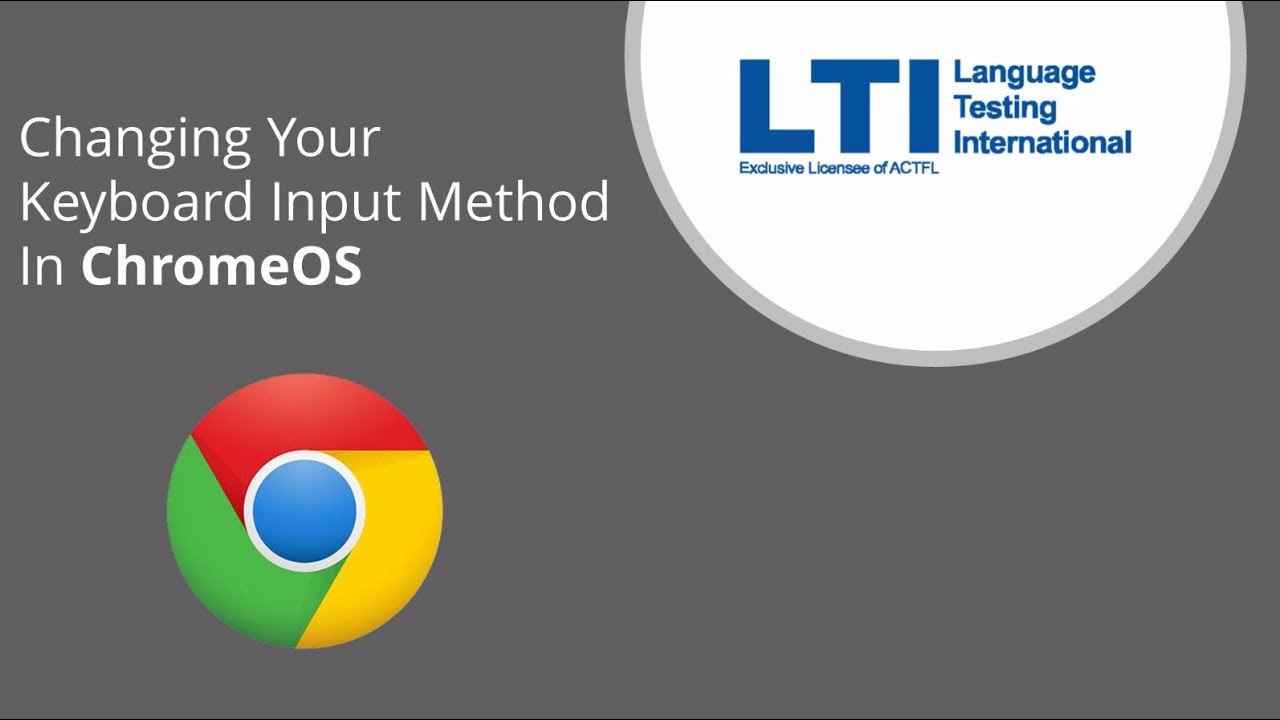 Changing Your
Keyboard Input Method
In ChromeOS
LTI
Language
Testing
International
Exclusive Licensee of ACTFL